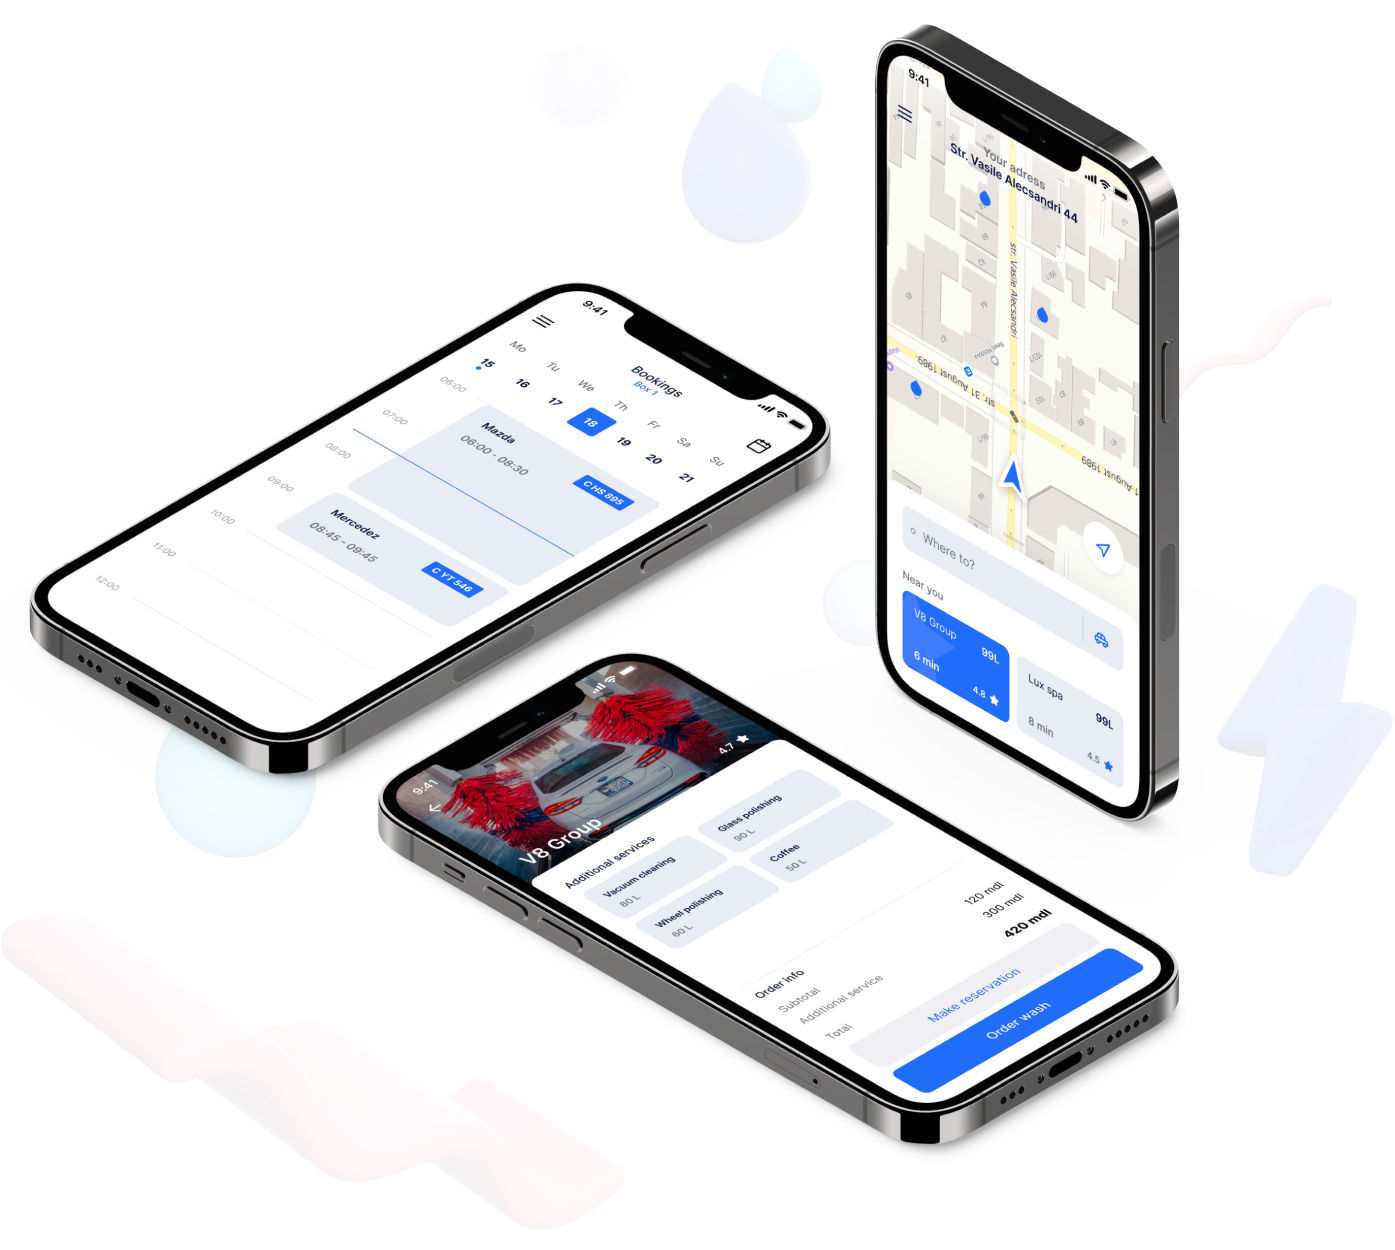 9:41
Bookings
Box 1
Mo Tu We Th Fr Sa Su
15 16 17 18 19 20 21
06:00
07:00
08:00
09:00
10:00
11:00
12:00
Mazda
06:00 - 08:30
C HS 895
Mercedez
08:45 - 09:45
C YT 546
9:41
Your adress
Str. Vasile Alecsandri 44
str. Vasile Alecsandri
str. 31 August 1989
August 1989
Where to?
Near you
V8 Group
99L
6 min
4.8
Lux spa
99L
8 min
4.5
9:41
4.7
V8 Group
Additional services
Vacuum cleaning
80 L
Glass polishing
90 L
Wheel polishing
60 L
Coffee
50 L
Order info
Subtotal 120 mdl
Additional service 300 mdl
Total 420 mdl
Make reservation
Order wash